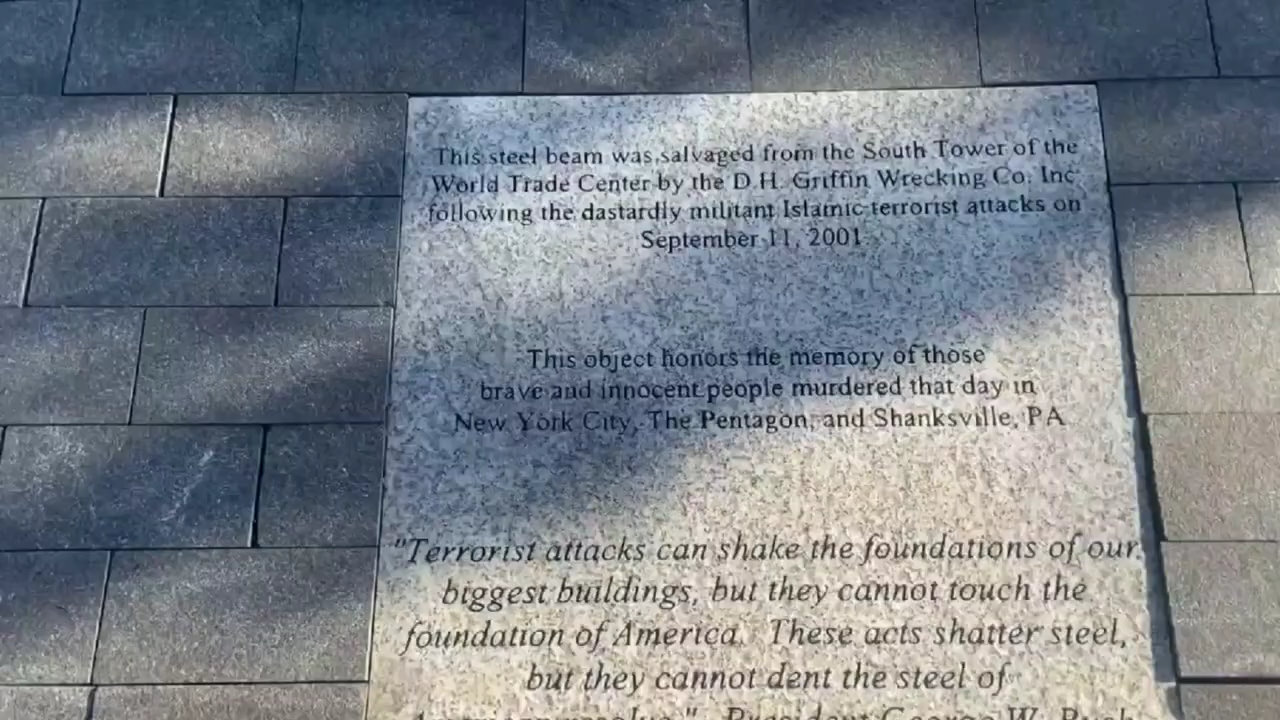 This steel beam was salvaged from the South Tower of the
World Trade Center by the D.H. Griffin Wrecking Co. Inc
following the dastardly militant Islamic terrorist attacks on
September 11, 2001
This object honors the memory of those
brave and innocent people murdered that day in
New York City, The Pentagon, and Shanksville, PA
"Terrorist attacks can shake the foundations of our
biggest buildings, but they cannot touch the
foundation of America. These acts shatter steel,
but they cannot dent the steel of
President George W. Bush